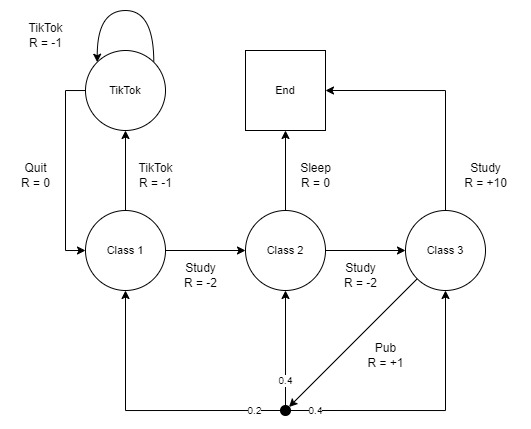 TikTok
R = -1
TikTok
End
Quit
R = 0
TikTok
R = -1
Sleep
R = 0
Study
R = +10
Class 1
Class 2
Class 3
Study
R = -2
Study
R = -2
Pub
R = +1
0.4
0.2
0.4